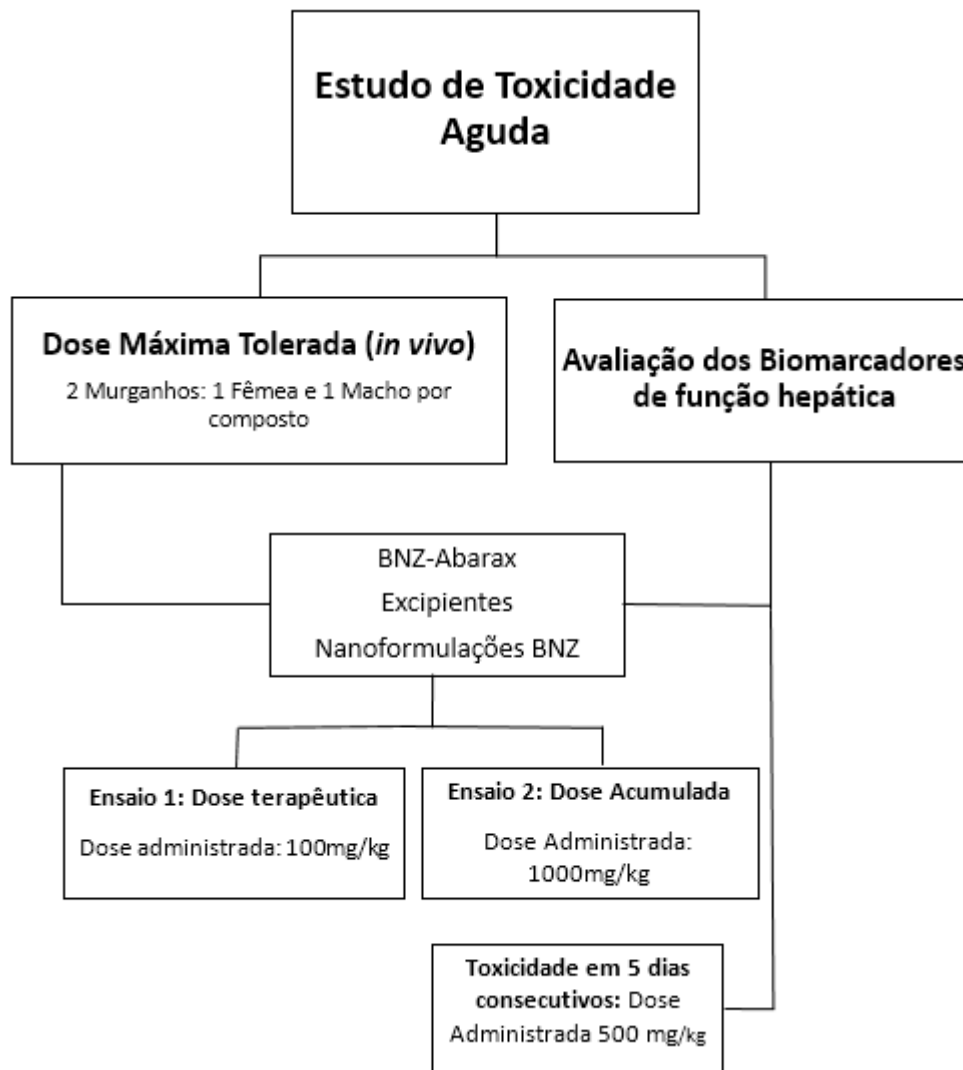 Estudo de Toxicidade
Aguda
Dose Máxima Tolerada (in vivo)
2 Murganhos: 1 Fêmea e 1 Macho por
composto
Avaliação dos Biomarcadores
de função hepática
BNZ-Abarax
Excipientes
Nanoformulações BNZ
Ensaio 1: Dose terapêutica
Dose administrada: 100mg/kg
Ensaio 2: Dose Acumulada
Dose Administrada:
1000mg/kg
Toxicidade em 5 dias
consecutivos: Dose
Administrada 500 mg/kg